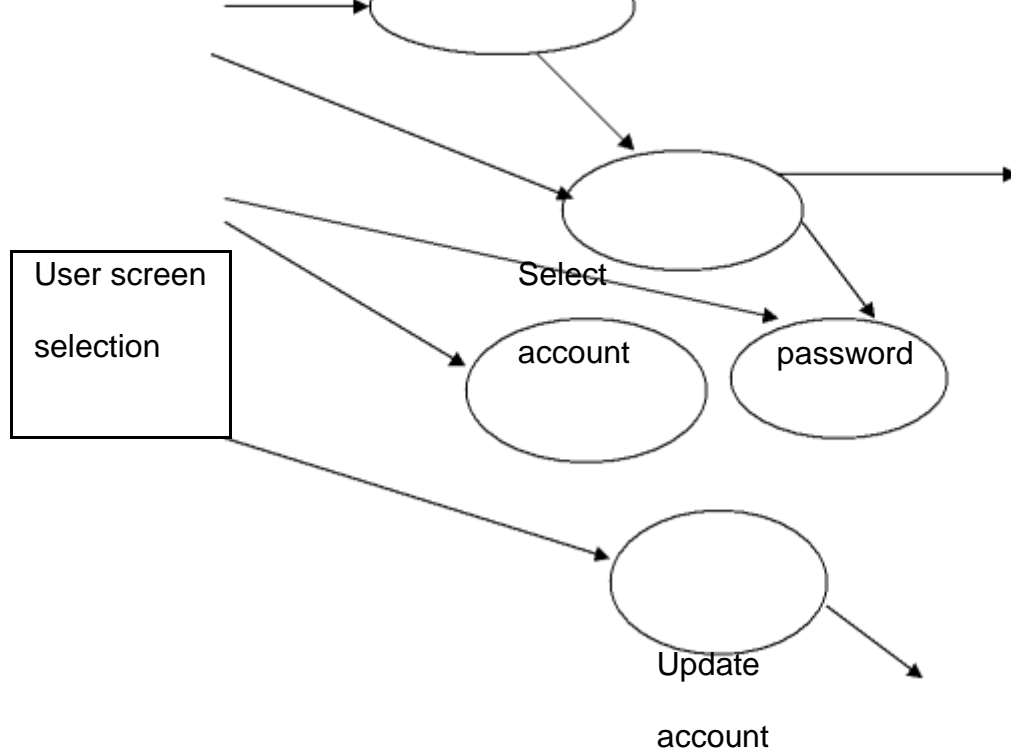 User screen
selection
Select
account
password
Update
account